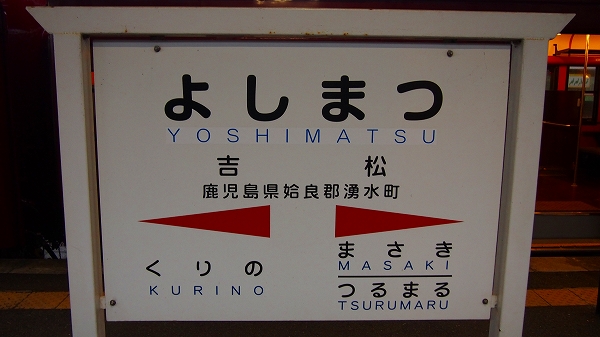 よしまつ
YOSHIMATSU
吉松
鹿児島県姶良郡湧水町
くりの
KURINO
まさき
MASAKI
つるまる
TSURUMARU